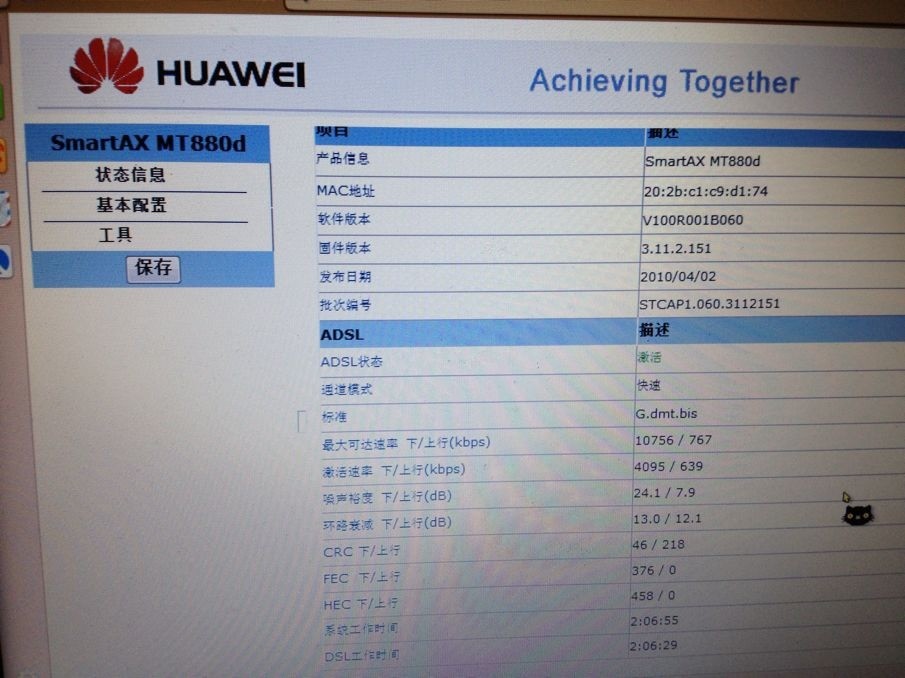 HUAWEI
Achieving Together
SmartAX MT880d
状态信息
基本配置
工具
保存
项目 描述
产品信息 SmartAX MT880d
MAC地址 20:2b:c1:c9:d1:74
软件版本 V100R001B060
固件版本 3.11.2.151
发布日期 2010/04/02
批次编号 STCAP1.060.3112151
ADSL 描述
ADSL状态 激活
通道模式 快速
标准 G.dmt.bis
最大可达速率 下/上行(kbps) 10756 / 767
激活速率 下/上行(kbps) 4095 / 639
噪声裕度 下/上行(dB) 24.1 / 7.9
环路衰减 下/上行(dB) 13.0 / 12.1
CRC 下/上行 46 / 218
FEC 下/上行 376 / 0
HEC 下/上行 458 / 0
系统工作时间 2:06:55
DSL工作时间 2:06:29